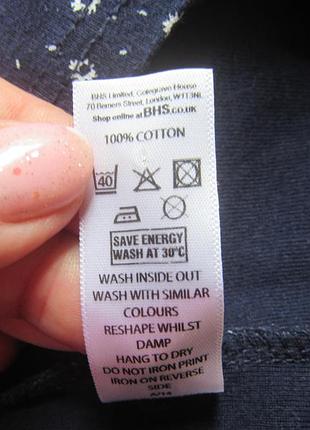 BHS Limited, Colegrave House
70 Berners Street, London, W1T3NL
Shop online at BHS.CO.UK
100% COTTON
40
SAVE ENERGY
WASH AT 30°C
WASH INSIDE OUT
WASH WITH SIMILAR
COLOURS
RESHAPE WHILST
DAMP
HANG TO DRY
DO NOT IRON PRINT
IRON ON REVERSE
SIDE